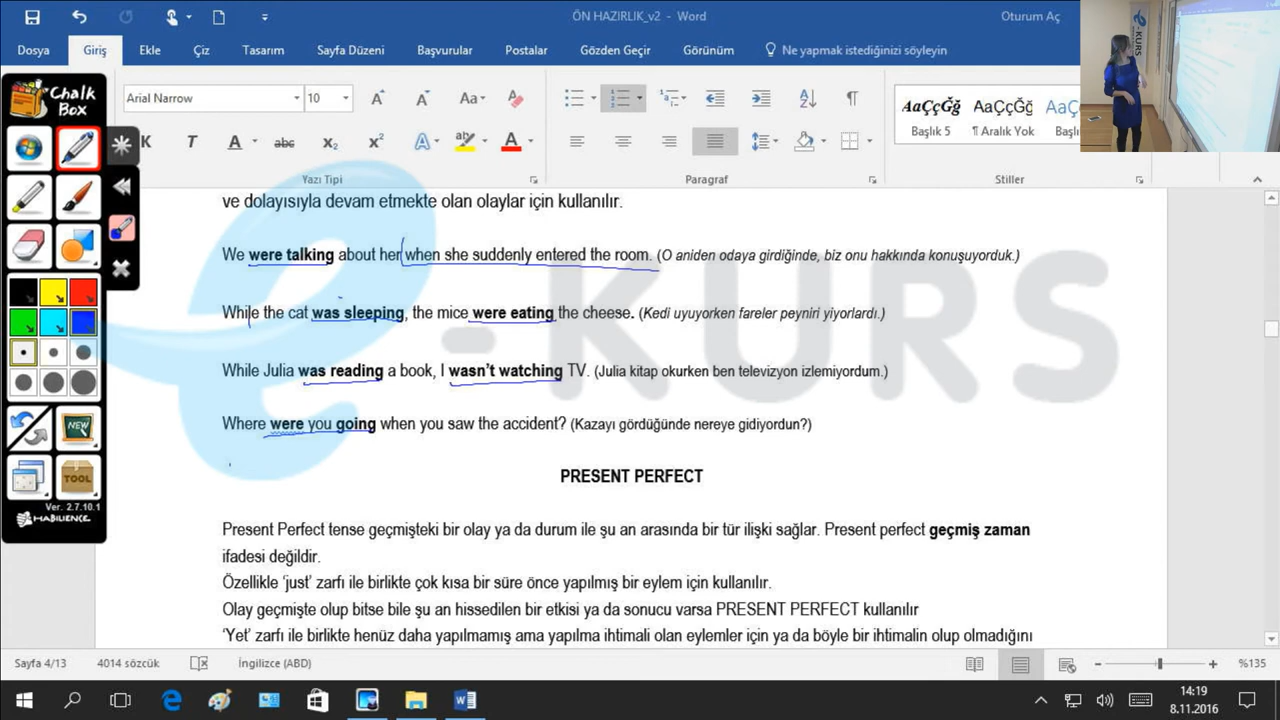 ÖN HAZIRLIK_v2 - Word
Oturum Aç
Dosya Giriş Ekle Çiz Tasarım Sayfa Düzeni Başvurular Postalar Gözden Geçir Görünüm Ne yapmak istediğinizi söyleyin
Chalk
Box
Arial Narrow 10
Aa
K T A abc x₂ x² A ab A
AaÇçĞğ AaÇçĞğ AaÇ
Başlık 5 ¶ Aralık Yok Başlı
Yazı Tipi Paragraf Stiller
e-KURS
ve dolayısıyla devam etmekte olan olaylar için kullanılır.
We were talking about her when she suddenly entered the room. (O aniden odaya girdiğinde, biz onu hakkında konuşuyorduk.)
While the cat was sleeping, the mice were eating the cheese. (Kedi uyuyorken fareler peyniri yiyorlardı.)
While Julia was reading a book, I wasn't watching TV. (Julia kitap okurken ben televizyon izlemiyordum.)
Where were you going when you saw the accident? (Kazayı gördüğünde nereye gidiyordun?)
PRESENT PERFECT
Present Perfect tense geçmişteki bir olay ya da durum ile şu an arasında bir tür ilişki sağlar. Present perfect geçmiş zaman
ifadesi değildir.
Özellikle ‘just’ zarfı ile birlikte çok kısa bir süre önce yapılmış bir eylem için kullanılır.
Olay geçmişte olup bitse bile şu an hissedilen bir etkisi ya da sonucu varsa PRESENT PERFECT kullanılır
‘Yet’ zarfı ile birlikte henüz daha yapılmamış ama yapılma ihtimali olan eylemler için ya da böyle bir ihtimalin olup olmadığını
NEW
TOOL
Ver. 2.7.10.1
HABILIENCE
- KURS
Sayfa 4/13 4014 sözcük İngilizce (ABD) %135
14:19
8.11.2016